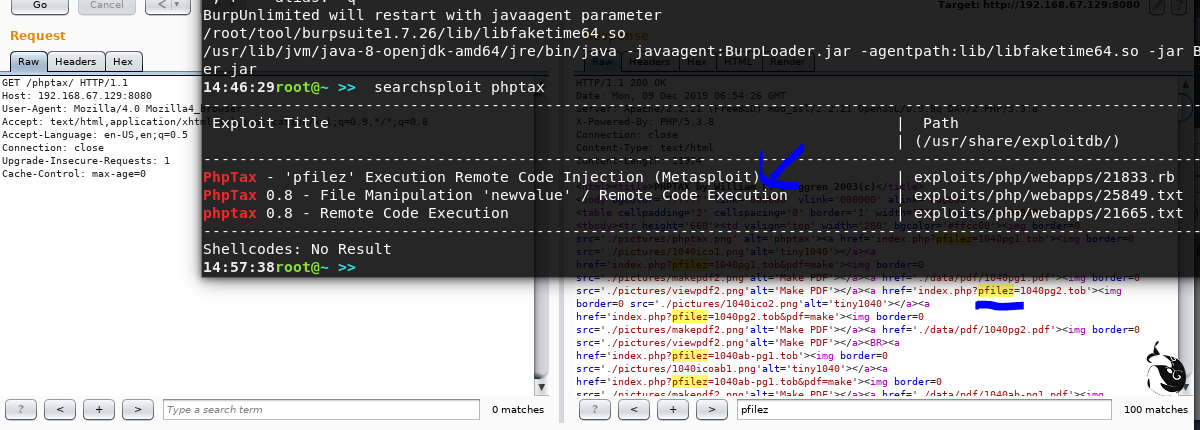 Go
Cancel
<
Target: http://192.168.67.129:8080
BurpUnlimited will restart with javaagent parameter
/root/tool/burpsuite1.7.26/lib/libfaketime64.so
/usr/lib/jvm/java-8-openjdk-amd64/jre/bin/java -javaagent:BurpLoader.jar -agentpath:lib/libfaketime64.so -jar B
er.jar
14:46:29root@~ >>  searchsploit phptax
Exploit Title | Path
| (/usr/share/exploitdb/)
PhpTax - 'pfilez' Execution Remote Code Injection (Metasploit) | exploits/php/webapps/21833.rb
PhpTax 0.8 - File Manipulation 'newvalue' / Remote Code Execution | exploits/php/webapps/25849.txt
phptax 0.8 - Remote Code Execution | exploits/php/webapps/21665.txt
Shellcodes: No Result
14:57:38root@~ >>
Request
Raw Headers Hex
GET /phptax/ HTTP/1.1
Host: 192.168.67.129:8080
User-Agent: Mozilla/4.0 Mozilla4_browser
Accept: text/html,application/xhtml
;q=0.9,*/*;q=0.8
Accept-Language: en-US,en;q=0.5
Connection: close
Upgrade-Insecure-Requests: 1
Cache-Control: max-age=0
? < + > Type a search term 0 matches
Raw Headers Hex HTML Render
HTTP/1.1 200 OK
Date: Mon, 09 Dec 2019 06:54:26 GMT
X-Powered-By: PHP/5.3.8
Connection: close
Content-Type: text/html
src='./pictures/phptax.png' alt='phptax'><a href='index.php?pfilez=1040pg1.tob'><img border=0
src='./pictures/1040ico1.png'alt='tiny1040'></a><a
href='index.php?pfilez=1040pg1.tob&pdf=make'><img border=0
src='./pictures/makepdf2.png'alt='Make PDF'></a><a href='./data/pdf/1040pg1.pdf'><img border=0
src='./pictures/viewpdf2.png'alt='Make PDF'></a><a href='index.php?pfilez=1040pg2.tob'><img
border=0 src='./pictures/1040ico2.png'alt='tiny1040'></a><a
href='index.php?pfilez=1040pg2.tob&pdf=make'><img border=0
src='./pictures/makepdf2.png'alt='Make PDF'></a><a href='./data/pdf/1040pg2.pdf'><img border=0
src='./pictures/viewpdf2.png'alt='Make PDF'></a><BR><a
href='index.php?pfilez=1040ab-pg1.tob'><img border=0
src='./pictures/1040icoab1.png'alt='tiny1040'></a><a
href='index.php?pfilez=1040ab-pg1.tob&pdf=make'><img border=0
? < + > pfilez 100 matches